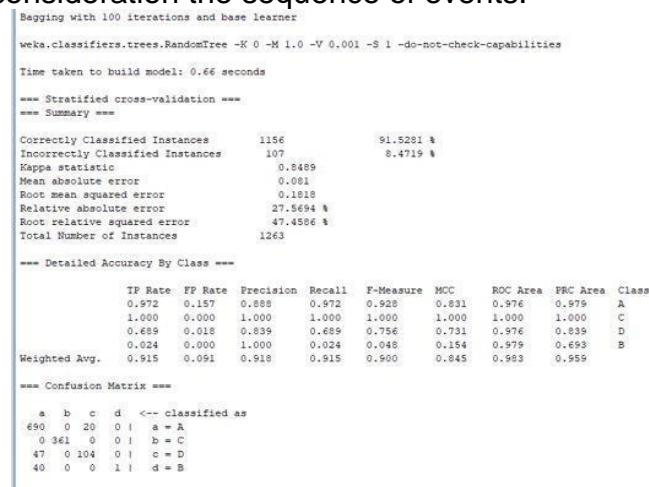 consideration the sequence of events.
Bagging with 100 iterations and base learner
weka.classifiers.trees.RandomTree -K 0 -M 1.0 -V 0.001 -S 1 -do-not-check-capabilities
Time taken to build model: 0.66 seconds
=== Stratified cross-validation ===
=== Summary ===
Correctly Classified Instances 1156 91.5281 %
Incorrectly Classified Instances 107 8.4719 %
Kappa statistic 0.8489
Mean absolute error 0.081
Root mean squared error 0.1818
Relative absolute error 27.5694 %
Root relative squared error 47.4586 %
Total Number of Instances 1263
=== Detailed Accuracy By Class ===
TP Rate FP Rate Precision Recall F-Measure MCC ROC Area PRC Area Class
0.972 0.157 0.888 0.972 0.928 0.831 0.976 0.979 A
1.000 0.000 1.000 1.000 1.000 1.000 1.000 1.000 C
0.689 0.018 0.839 0.689 0.756 0.731 0.976 0.839 D
0.024 0.000 1.000 0.024 0.048 0.154 0.979 0.693 B
Weighted Avg. 0.915 0.091 0.918 0.915 0.900 0.845 0.983 0.959
=== Confusion Matrix ===
a b c d <-- classified as
690 0 20 0 | a = A
0 361 0 0 | b = C
47 0 104 0 | c = D
40 0 0 1 | d = B